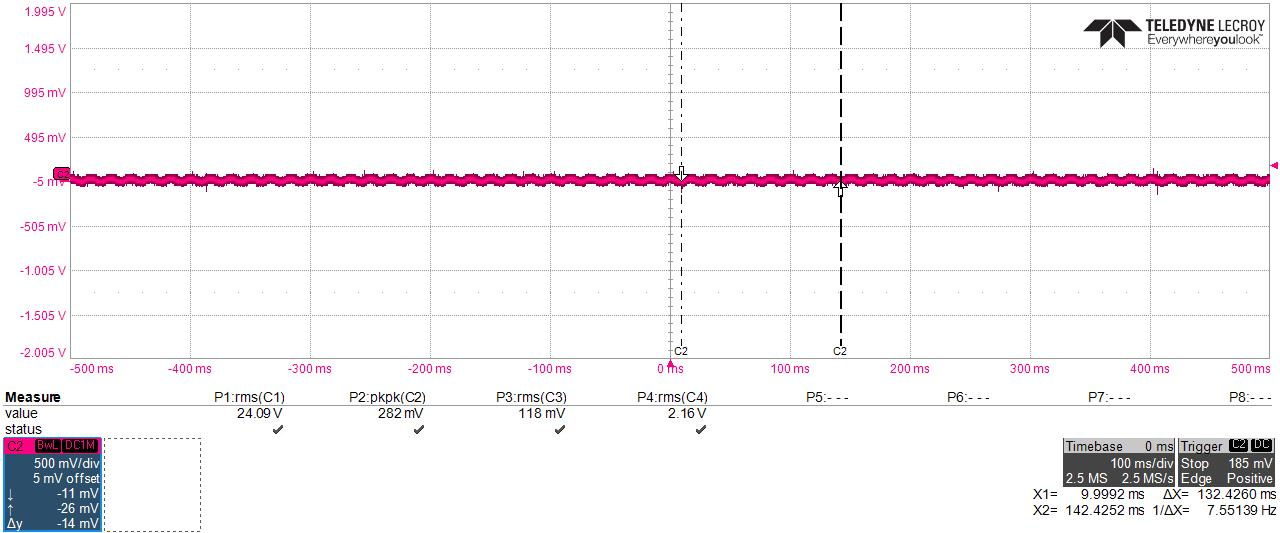 1.995 V
TELEDYNE LECROY
Everywhereyoulook™
1.495 V
995 mV
495 mV
C2
-5 mV
-505 mV
-1.005 V
-1.505 mV
-2.005 V
C2 C2
-500 ms -400 ms -300 ms -200 ms -100 ms 0 ms 100 ms 200 ms 300 ms 400 ms 500 ms
Measure P1:rms(C1) P2:pkpk(C2) P3:rms(C3) P4:rms(C4) P5:- - - P6:- - - P7:- - - P8:- - -
value 24.09 V 282 mV 118 mV 2.16 V
status
C2 BwL DC1M
500 mV/div
5 mV offset
↓ -11 mV
↑ -26 mV
Δy -14 mV
Timebase 0 ms
100 ms/div
2.5 MS 2.5 MS/s
Trigger C2 DC
Stop 185 mV
Edge Positive
X1= 9.9992 ms ΔX= 132.4260 ms
X2= 142.4252 ms 1/ΔX= 7.55139 Hz